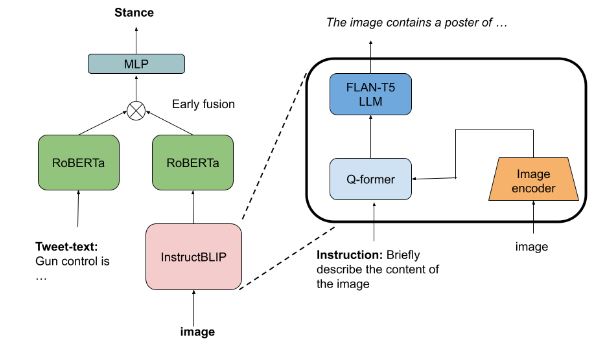 Stance
MLP
Early fusion
RoBERTa
RoBERTa
Tweet-text:
Gun control is
...
InstructBLIP
image
The image contains a poster of ...
FLAN-T5
LLM
Q-former
Image
encoder
Instruction: Briefly
describe the content of
the image
image